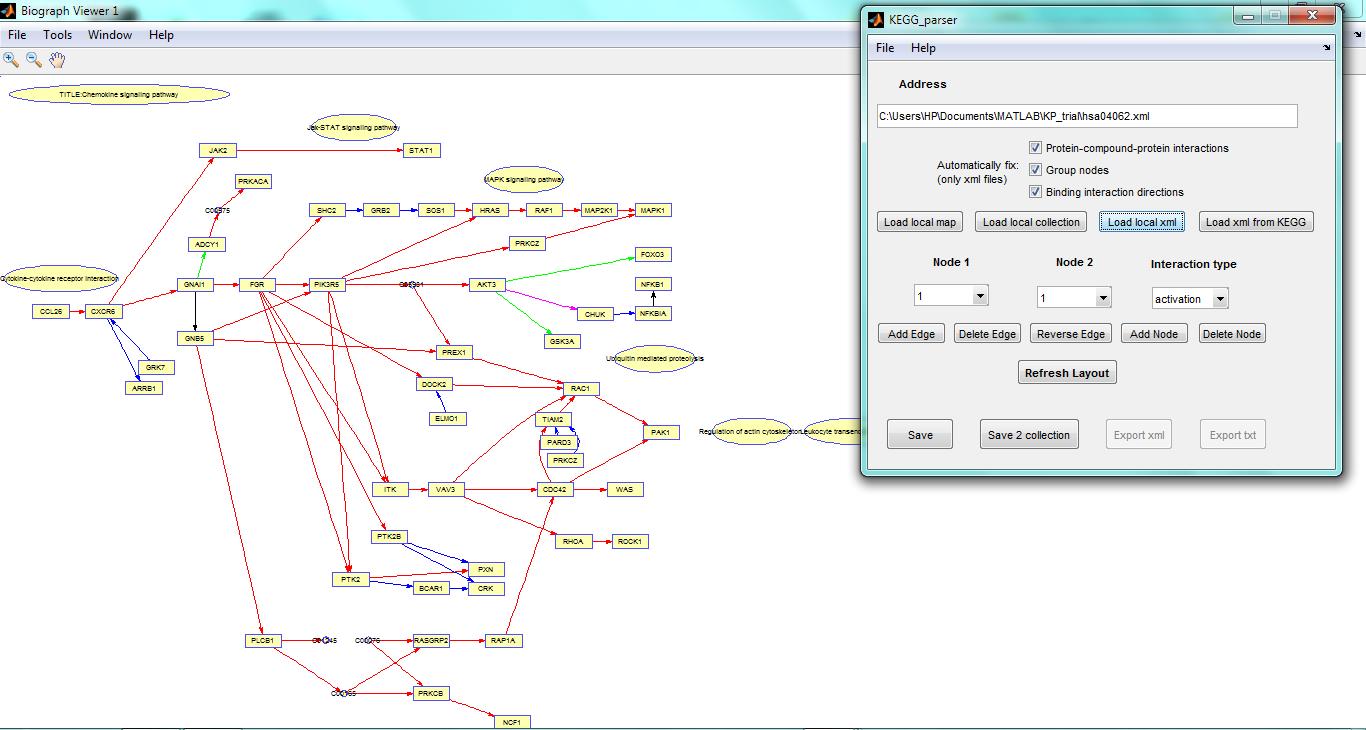 Biograph Viewer 1
File Tools Window Help
TITLE:Chemokine signaling pathway
Jak-STAT signaling pathway
JAK2
STAT1
MAPK signaling pathway
PRKACA
C00575
SHC2
GRB2
SOS1
HRAS
RAF1
MAP2K1
MAPK1
ADCY1
PRKCZ
FOXO3
Cytokine-cytokine receptor interaction
GNAI1
FGR
PIK3R5
AKT3
NFKB1
CCL26
CXCR6
CHUK
NFKBIA
GNB5
GSK3A
PREX1
Ubiquitin mediated proteolysis
GRK7
ARRB1
DOCK2
RAC1
ELMO1
TIAM2
PAK1
Regulation of actin cytoskeleton
PARD3
PRKCZ
ITK
VAV3
CDC42
WAS
PTK2B
RHOA
ROCK1
PXN
PTK2
BCAR1
CRK
PLCB1
C00076
RASGRP2
RAP1A
C00165
PRKCB
NCF1
KEGG_parser
File Help
Address
C:\Users\HP\Documents\MATLAB\KP_trial\hsa04062.xml
Automatically fix:
(only xml files)
Protein-compound-protein interactions
Group nodes
Binding interaction directions
Load local map
Load local collection
Load local xml
Load xml from KEGG
Node 1
Node 2
Interaction type
1
1
activation
Add Edge
Delete Edge
Reverse Edge
Add Node
Delete Node
Refresh Layout
Save
Save 2 collection
Export xml
Export txt